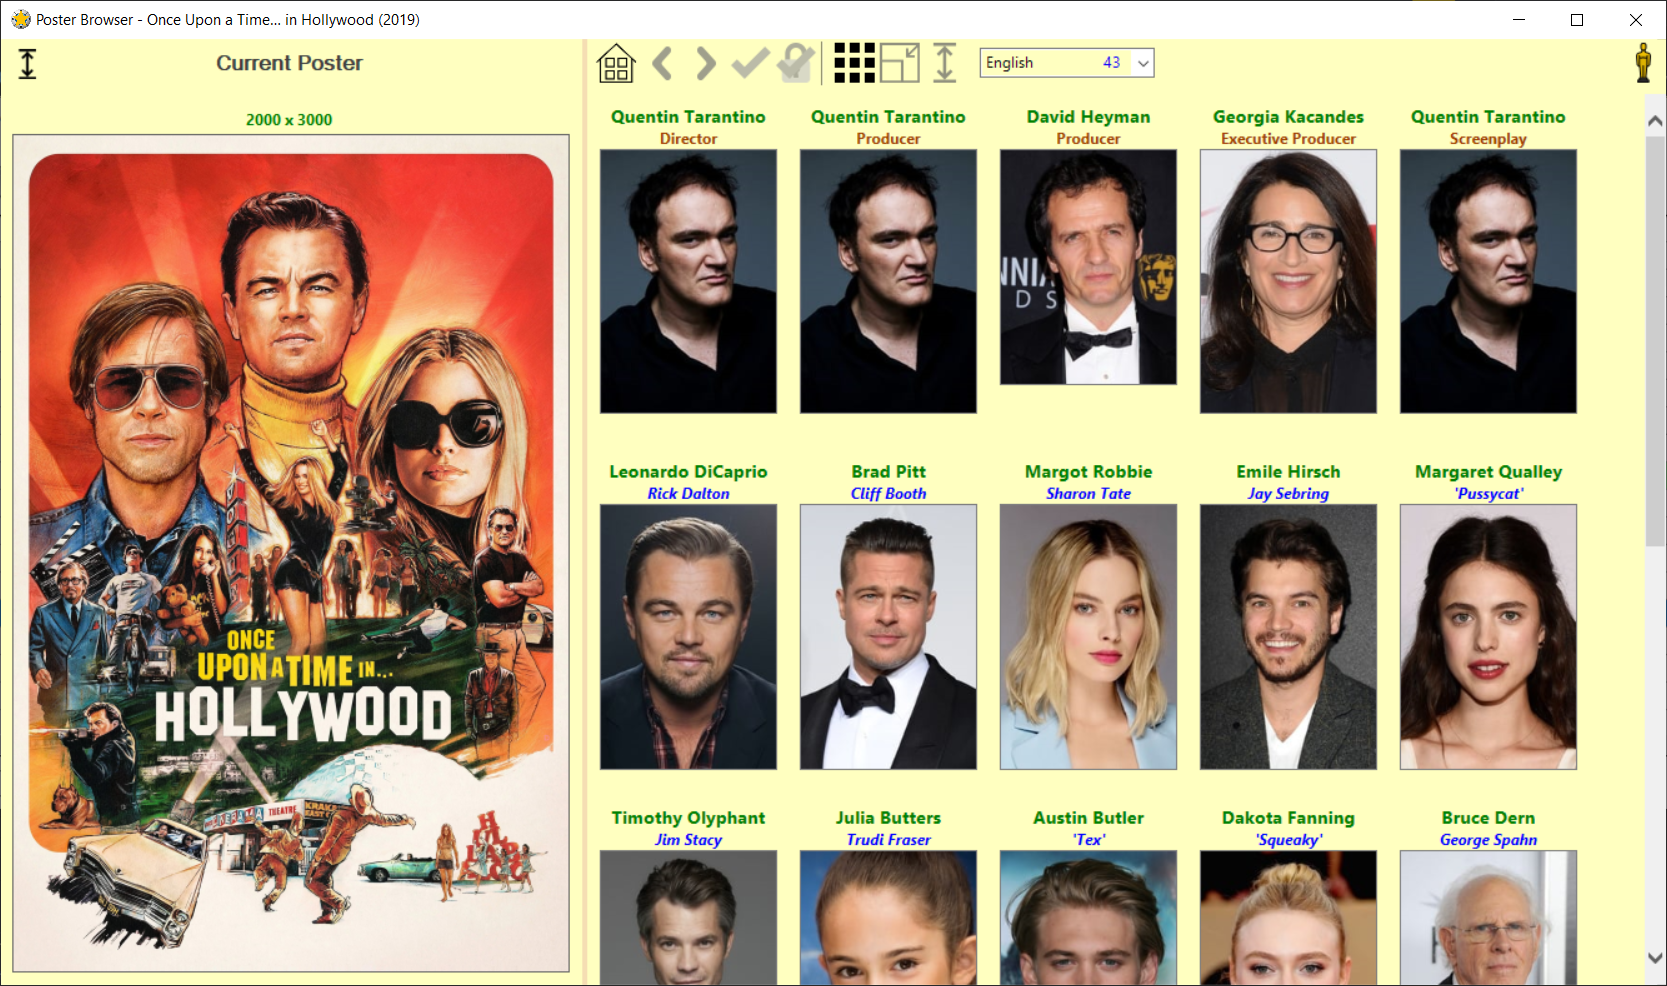 Poster Browser - Once Upon a Time... in Hollywood (2019)
Current Poster
English 43
2000 x 3000
ONCE
UPON A TIME IN...
HOLLYWOOD
THEATRE
Quentin Tarantino
Director
Quentin Tarantino
Producer
David Heyman
Producer
Georgia Kacandes
Executive Producer
Quentin Tarantino
Screenplay
NNIA
DS
Leonardo DiCaprio
Rick Dalton
Brad Pitt
Cliff Booth
Margot Robbie
Sharon Tate
Emile Hirsch
Jay Sebring
Margaret Qualley
'Pussycat'
Timothy Olyphant
Jim Stacy
Julia Butters
Trudi Fraser
Austin Butler
'Tex'
Dakota Fanning
'Squeaky'
Bruce Dern
George Spahn